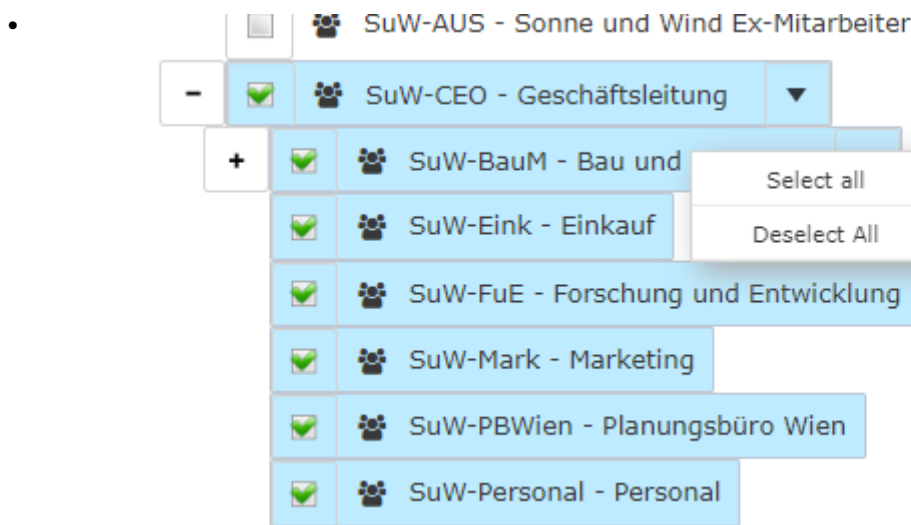 SuW-AUS - Sonne und Wind Ex-Mitarbeiter
SuW-CEO - Geschäftsleitung
SuW-BauM - Bau und
Select all
SuW-Eink - Einkauf
Deselect All
SuW-FuE - Forschung und Entwicklung
SuW-Mark - Marketing
SuW-PBWien - Planungsbüro Wien
SuW-Personal - Personal